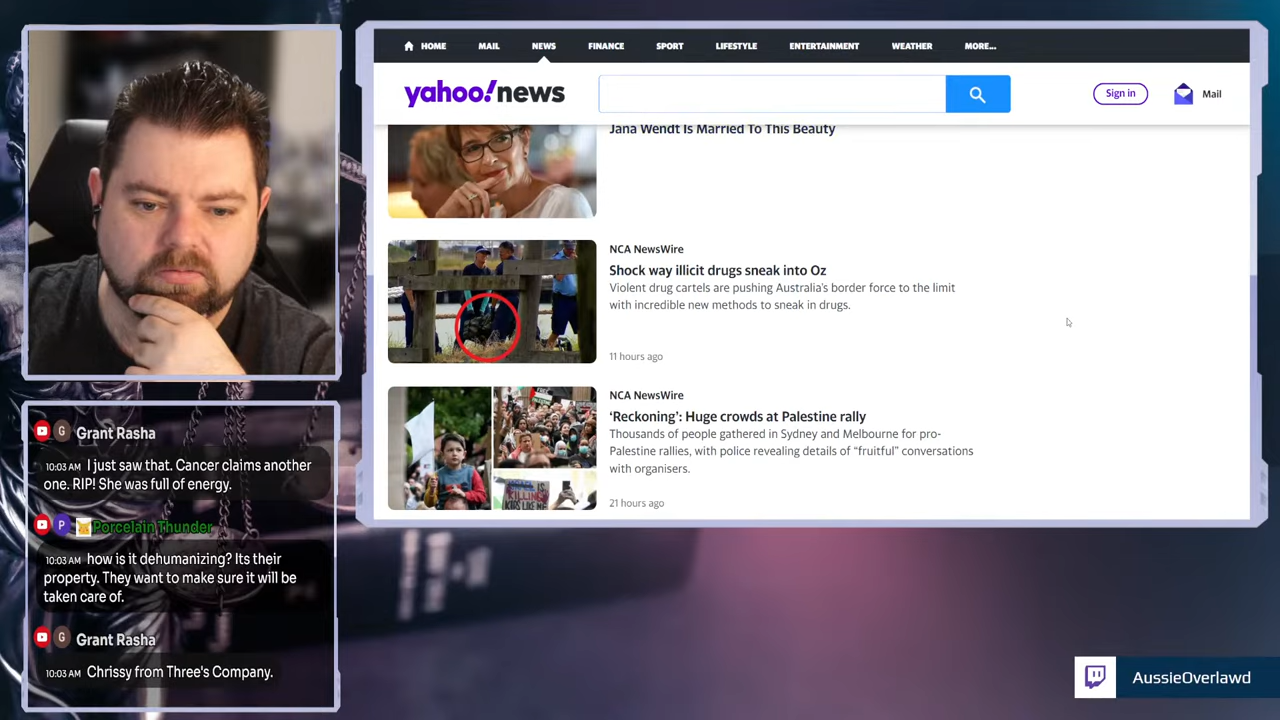 HOME
MAIL
NEWS
FINANCE
SPORT
LIFESTYLE
ENTERTAINMENT
WEATHER
MORE...
yahoo!news
Sign in
Mail
Jana Wendt Is Married To This Beauty
NCA NewsWire
Shock way illicit drugs sneak into Oz
Violent drug cartels are pushing Australia's border force to the limit
with incredible new methods to sneak in drugs.
11 hours ago
NCA NewsWire
‘Reckoning’: Huge crowds at Palestine rally
Thousands of people gathered in Sydney and Melbourne for pro-
Palestine rallies, with police revealing details of “fruitful” conversations
with organisers.
21 hours ago
G Grant Rasha
10:03 AM I just saw that. Cancer claims another
one. RIP! She was full of energy.
P Porcelain Thunder
10:03 AM how is it dehumanizing? Its their
property. They want to make sure it will be
taken care of.
G Grant Rasha
10:03 AM Chrissy from Three's Company.
AussieOverlawd